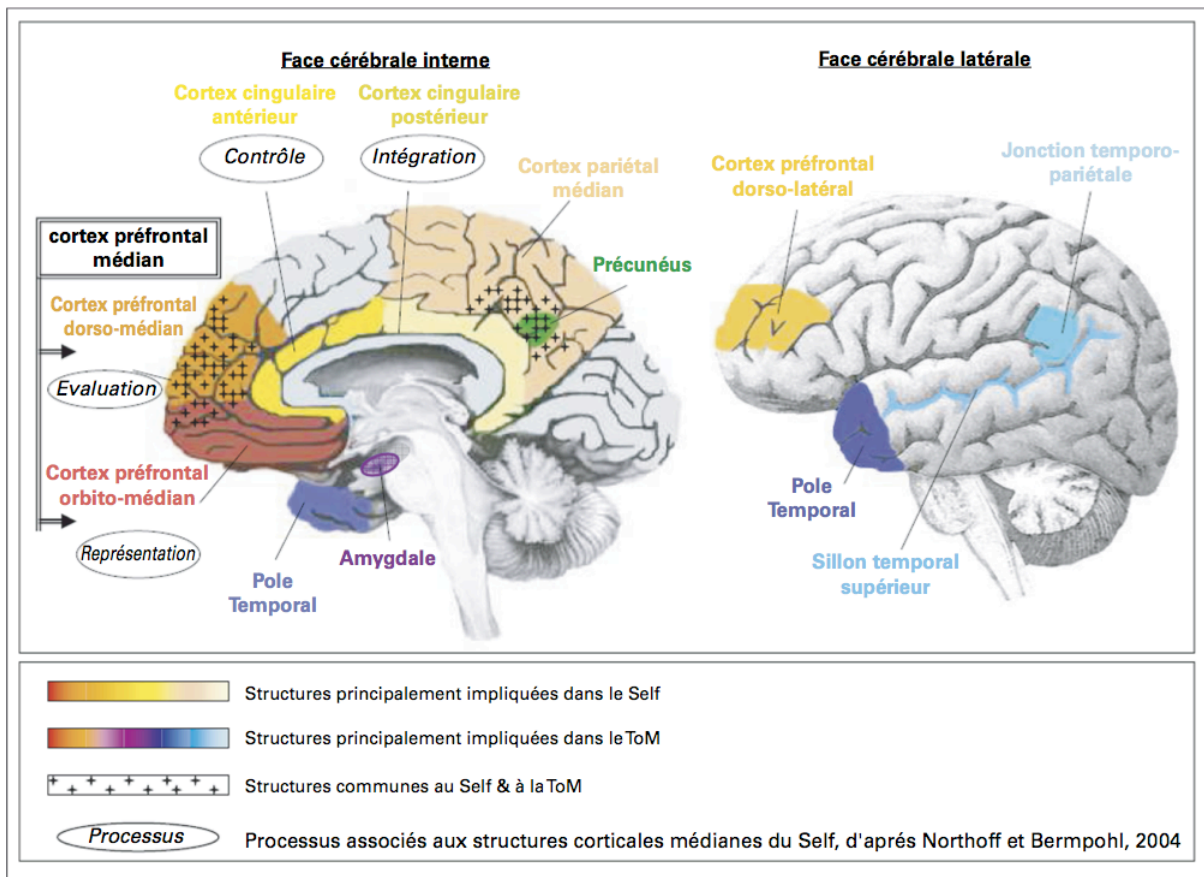 Face cérébrale interne
Face cérébrale latérale
Cortex cingulaire
antérieur
Contrôle
Cortex cingulaire
postérieur
Intégration
Cortex pariétal
médian
Précunéus
cortex préfrontal
médian
Cortex préfrontal
dorso-médian
Evaluation
Cortex préfrontal
orbito-médian
Représentation
Pole
Temporal
Amygdale
Cortex préfrontal
dorso-latéral
Jonction temporo-
pariétale
Pole
Temporal
Sillon temporal
supérieur
Structures principalement impliquées dans le Self
Structures principalement impliquées dans le ToM
Structures communes au Self & à la ToM
Processus
Processus associés aux structures corticales médianes du Self, d'aprés Northoff et Bermpohl, 2004